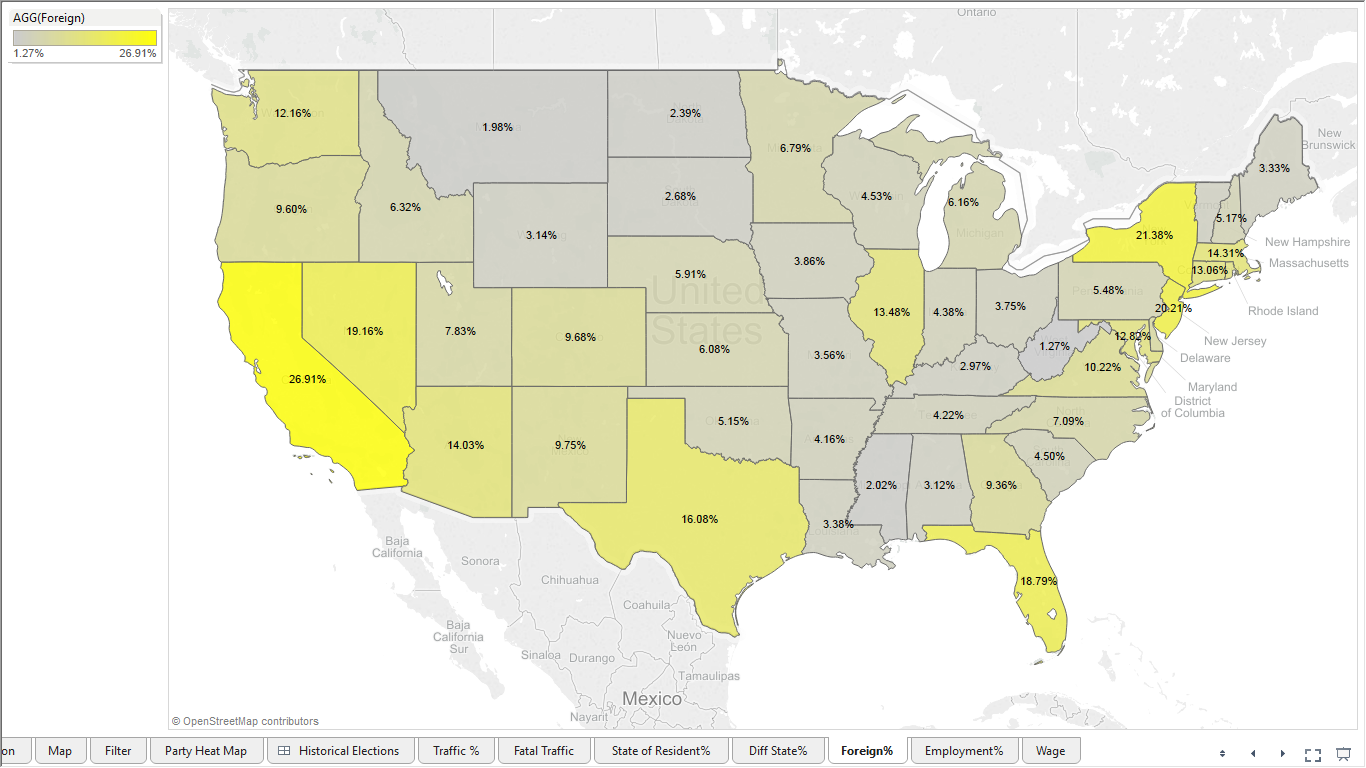 AGG(Foreign)
1.27% 26.91%
Ontario
New
Brunswick
12.16%
1.98%
2.39%
6.79%
3.33%
9.60%
6.32%
2.68%
4.53%
6.16%
Michigan
5.17%
3.14%
21.38%
New Hampshire
14.31%
Massachusetts
13.06%
3.86%
5.91%
United
States
5.48%
20.21%
Rhode Island
19.16%
7.83%
9.68%
13.48%
4.38%
3.75%
12.82%
New Jersey
Delaware
6.08%
3.56%
1.27%
2.97%
10.22%
Maryland
District
of Columbia
26.91%
5.15%
4.22%
7.09%
14.03%
9.75%
4.16%
4.50%
2.02%
3.12%
9.36%
16.08%
3.38%
Louisiana
18.79%
Baja
California
Sonora
Chihuahua
Coahuila
Baja
California
Sur
Nuevo
León
Sinaloa
Durango
Tamaulipas
Mexico
Nayarit
© OpenStreetMap contributors
on Map Filter Party Heat Map Historical Elections Traffic % Fatal Traffic State of Resident% Diff State% Foreign% Employment% Wage